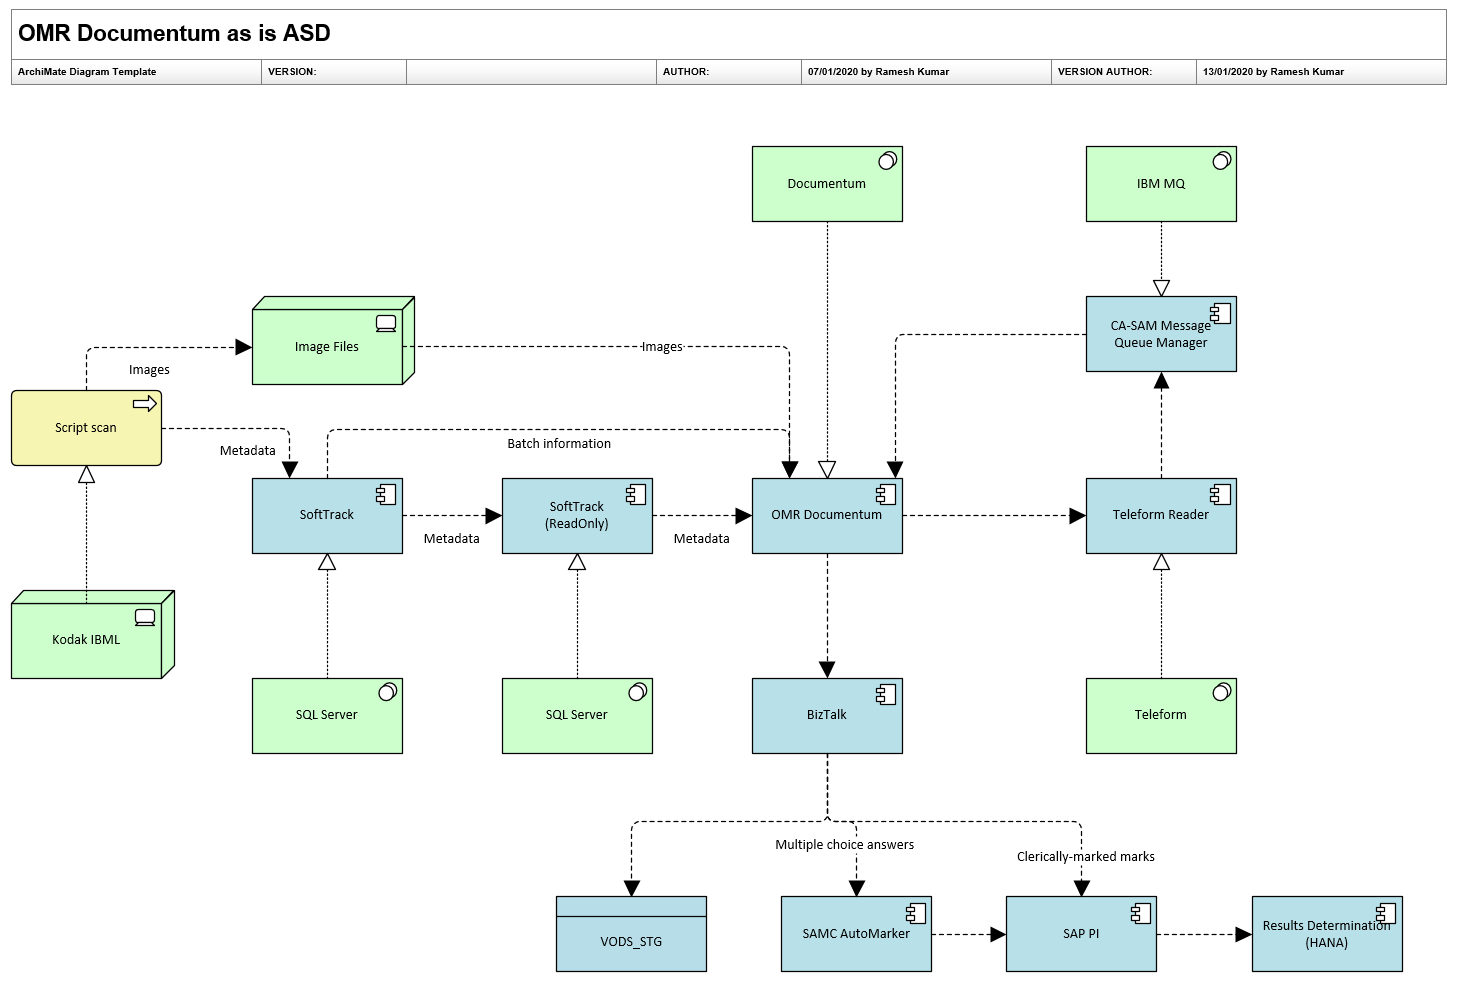 OMR Documentum as is ASD
ArchiMate Diagram Template
VERSION:
AUTHOR:
07/01/2020 by Ramesh Kumar
VERSION AUTHOR:
13/01/2020 by Ramesh Kumar
Documentum
IBM MQ
CA-SAM Message
Queue Manager
Image Files
Images
Images
Script scan
Metadata
Batch information
SoftTrack
SoftTrack
(ReadOnly)
OMR Documentum
Teleform Reader
Metadata
Metadata
Kodak IBML
SQL Server
SQL Server
BizTalk
Teleform
Multiple choice answers
Clerically-marked marks
VODS_STG
SAMC AutoMarker
SAP PI
Results Determination
(HANA)